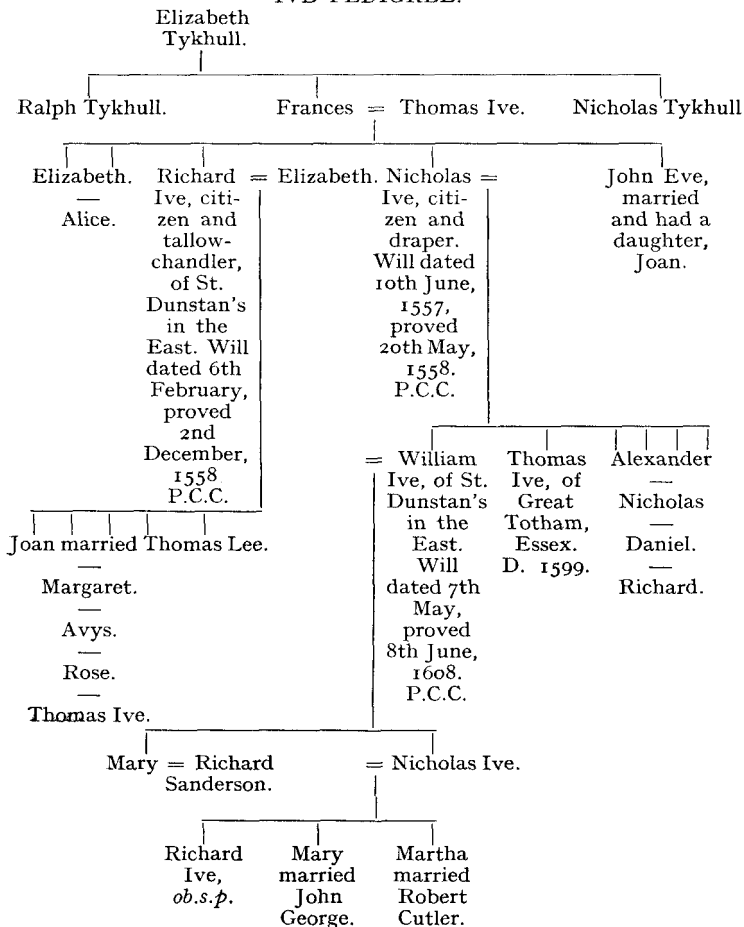 IVE PEDIGREE.
Elizabeth
Tykhull.
Ralph Tykhull.
Frances = Thomas Ive.
Nicholas Tykhull
Elizabeth.
—
Alice.
Richard = Elizabeth.
Ive, citi-
zen and
tallow-
chandler,
of St.
Dunstan's
in the
East. Will
dated 6th
February,
proved
2nd
December,
1558
P.C.C.
Nicholas =
Ive, citi-
zen and
draper.
Will dated
10th June,
1557,
proved
20th May,
1558.
P.C.C.
John Eve,
married
and had a
daughter,
Joan.
Joan married Thomas Lee.
—
Margaret.
—
Avys.
—
Rose.
—
Thomas Ive.
= William
Ive, of St.
Dunstan's
in the
East.
Will
dated 7th
May,
proved
8th June,
1608.
P.C.C.
Thomas
Ive, of
Great
Totham,
Essex.
D. 1599.
Alexander
—
Nicholas
—
Daniel.
—
Richard.
Mary = Richard
Sanderson.
= Nicholas Ive.
Richard
Ive,
ob.s.p.
Mary
married
John
George.
Martha
married
Robert
Cutler.